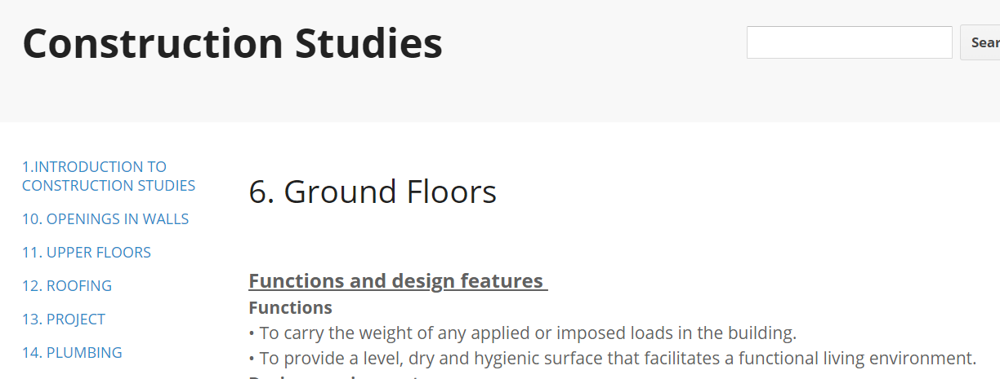 Construction Studies
Sear
1.INTRODUCTION TO
CONSTRUCTION STUDIES
10. OPENINGS IN WALLS
11. UPPER FLOORS
12. ROOFING
13. PROJECT
14. PLUMBING
6. Ground Floors
Functions and design features
Functions
• To carry the weight of any applied or imposed loads in the building.
• To provide a level, dry and hygienic surface that facilitates a functional living environment.